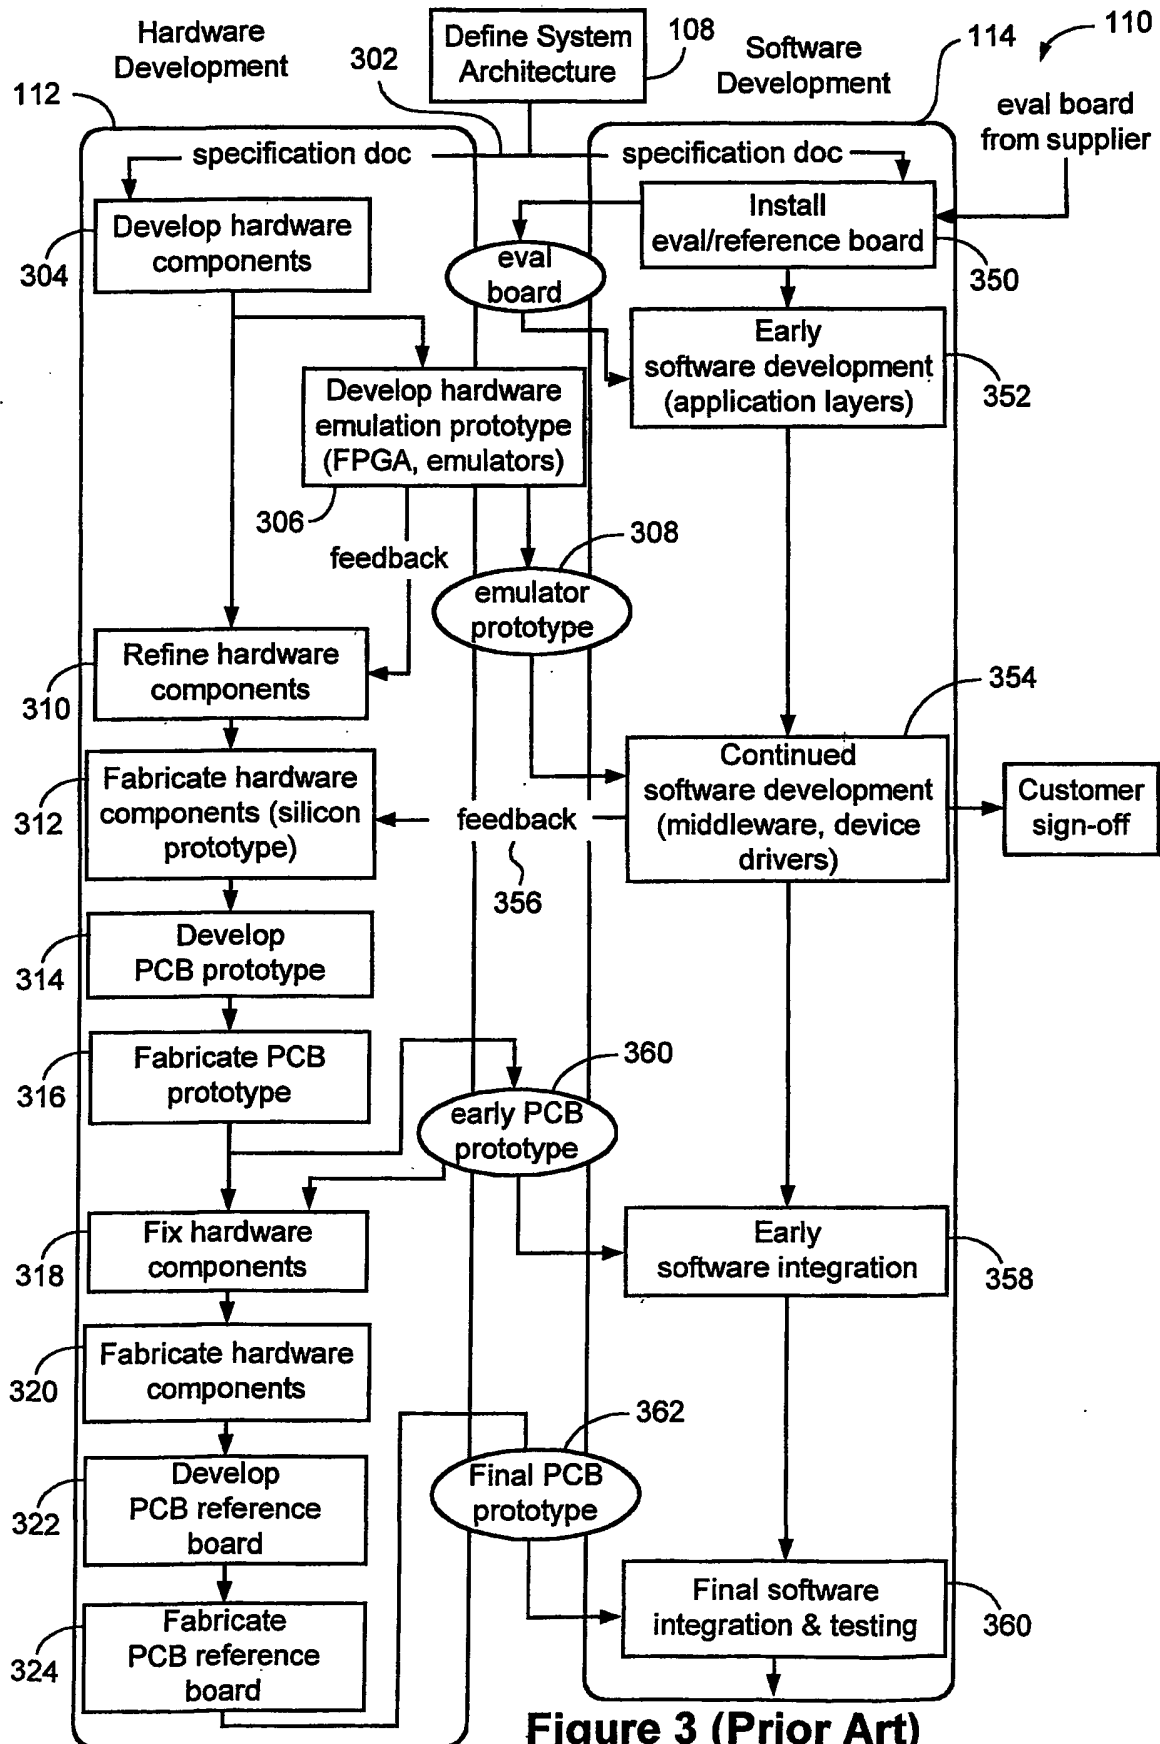 Hardware
Development
302
Define System
Architecture
108
Software
Development
114
110
112
eval board
from supplier
specification doc
specification doc
Install
eval/reference board
350
Develop hardware
components
304
eval
board
Early
software development
(application layers)
352
Develop hardware
emulation prototype
(FPGA, emulators)
306
feedback
308
emulator
prototype
Refine hardware
components
310
354
Continued
software development
(middleware, device
drivers)
Customer
sign-off
Fabricate hardware
components (silicon
prototype)
312
feedback
356
Develop
PCB prototype
314
Fabricate PCB
prototype
316
360
early PCB
prototype
Fix hardware
components
318
Early
software integration
358
Fabricate hardware
components
320
362
Final PCB
prototype
Develop
PCB reference
board
322
Final software
integration & testing
360
Fabricate
PCB reference
board
324
Figure 3 (Prior Art)